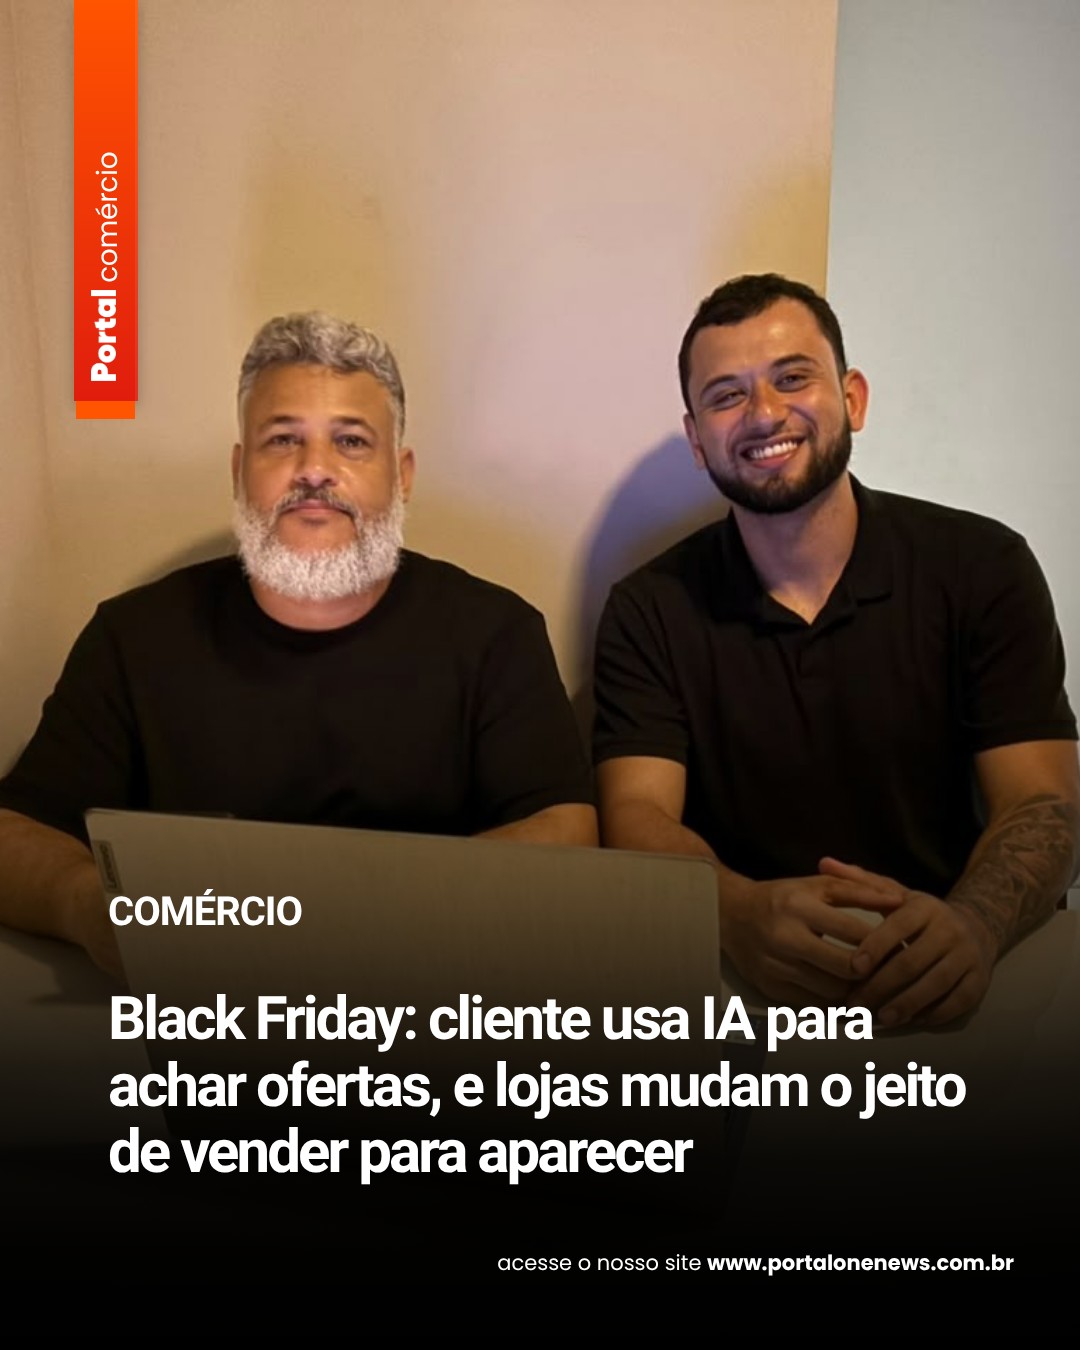 Portal comércio
COMÉRCIO
Black Friday: cliente usa IA para
achar ofertas, e lojas mudam o jeito
de vender para aparecer
acesse o nosso site www.portalonenews.com.br